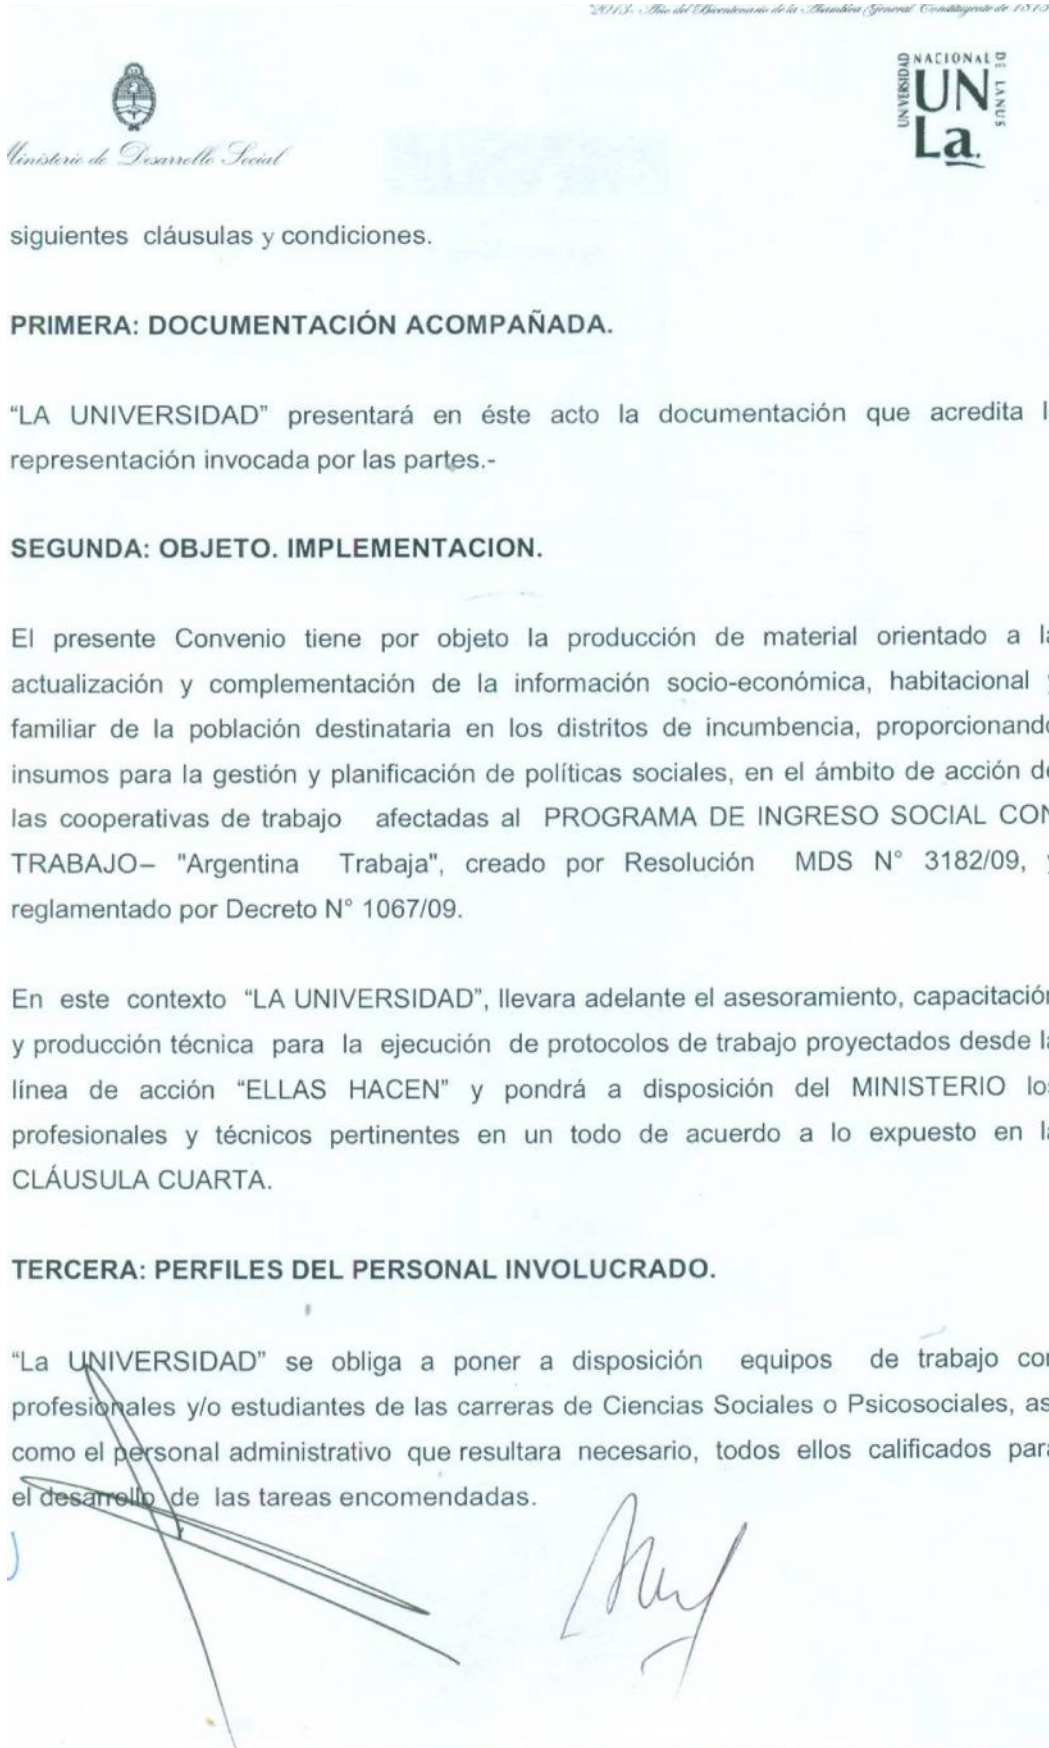 "2013- Año del Bicentenario de la Asamblea General Constituyente de 1813
Ministerio de Desarrollo Social
UNIVERSIDAD NACIONAL DE LANUS
UN
La.
siguientes cláusulas y condiciones.
PRIMERA: DOCUMENTACIÓN ACOMPAÑADA.
“LA UNIVERSIDAD” presentará en éste acto la documentación que acredita l
representación invocada por las partes.-
SEGUNDA: OBJETO. IMPLEMENTACION.
El presente Convenio tiene por objeto la producción de material orientado a la
actualización y complementación de la información socio-económica, habitacional y
familiar de la población destinataria en los distritos de incumbencia, proporcionando
insumos para la gestión y planificación de políticas sociales, en el ámbito de acción de
las cooperativas de trabajo afectadas al PROGRAMA DE INGRESO SOCIAL CON
TRABAJO– "Argentina Trabaja", creado por Resolución MDS N° 3182/09, y
reglamentado por Decreto N° 1067/09.
En este contexto “LA UNIVERSIDAD”, llevara adelante el asesoramiento, capacitación
y producción técnica para la ejecución de protocolos de trabajo proyectados desde la
línea de acción “ELLAS HACEN” y pondrá a disposición del MINISTERIO los
profesionales y técnicos pertinentes en un todo de acuerdo a lo expuesto en la
CLÁUSULA CUARTA.
TERCERA: PERFILES DEL PERSONAL INVOLUCRADO.
“La UNIVERSIDAD” se obliga a poner a disposición equipos de trabajo con
profesionales y/o estudiantes de las carreras de Ciencias Sociales o Psicosociales, as
como el personal administrativo que resultara necesario, todos ellos calificados para
el desarrollo de las tareas encomendadas.